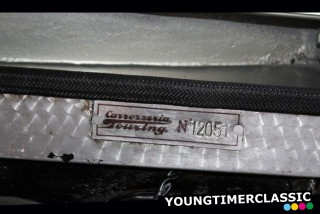 Carrozzeria
Touring N 12051
YOUNGTIMERCLASSIC